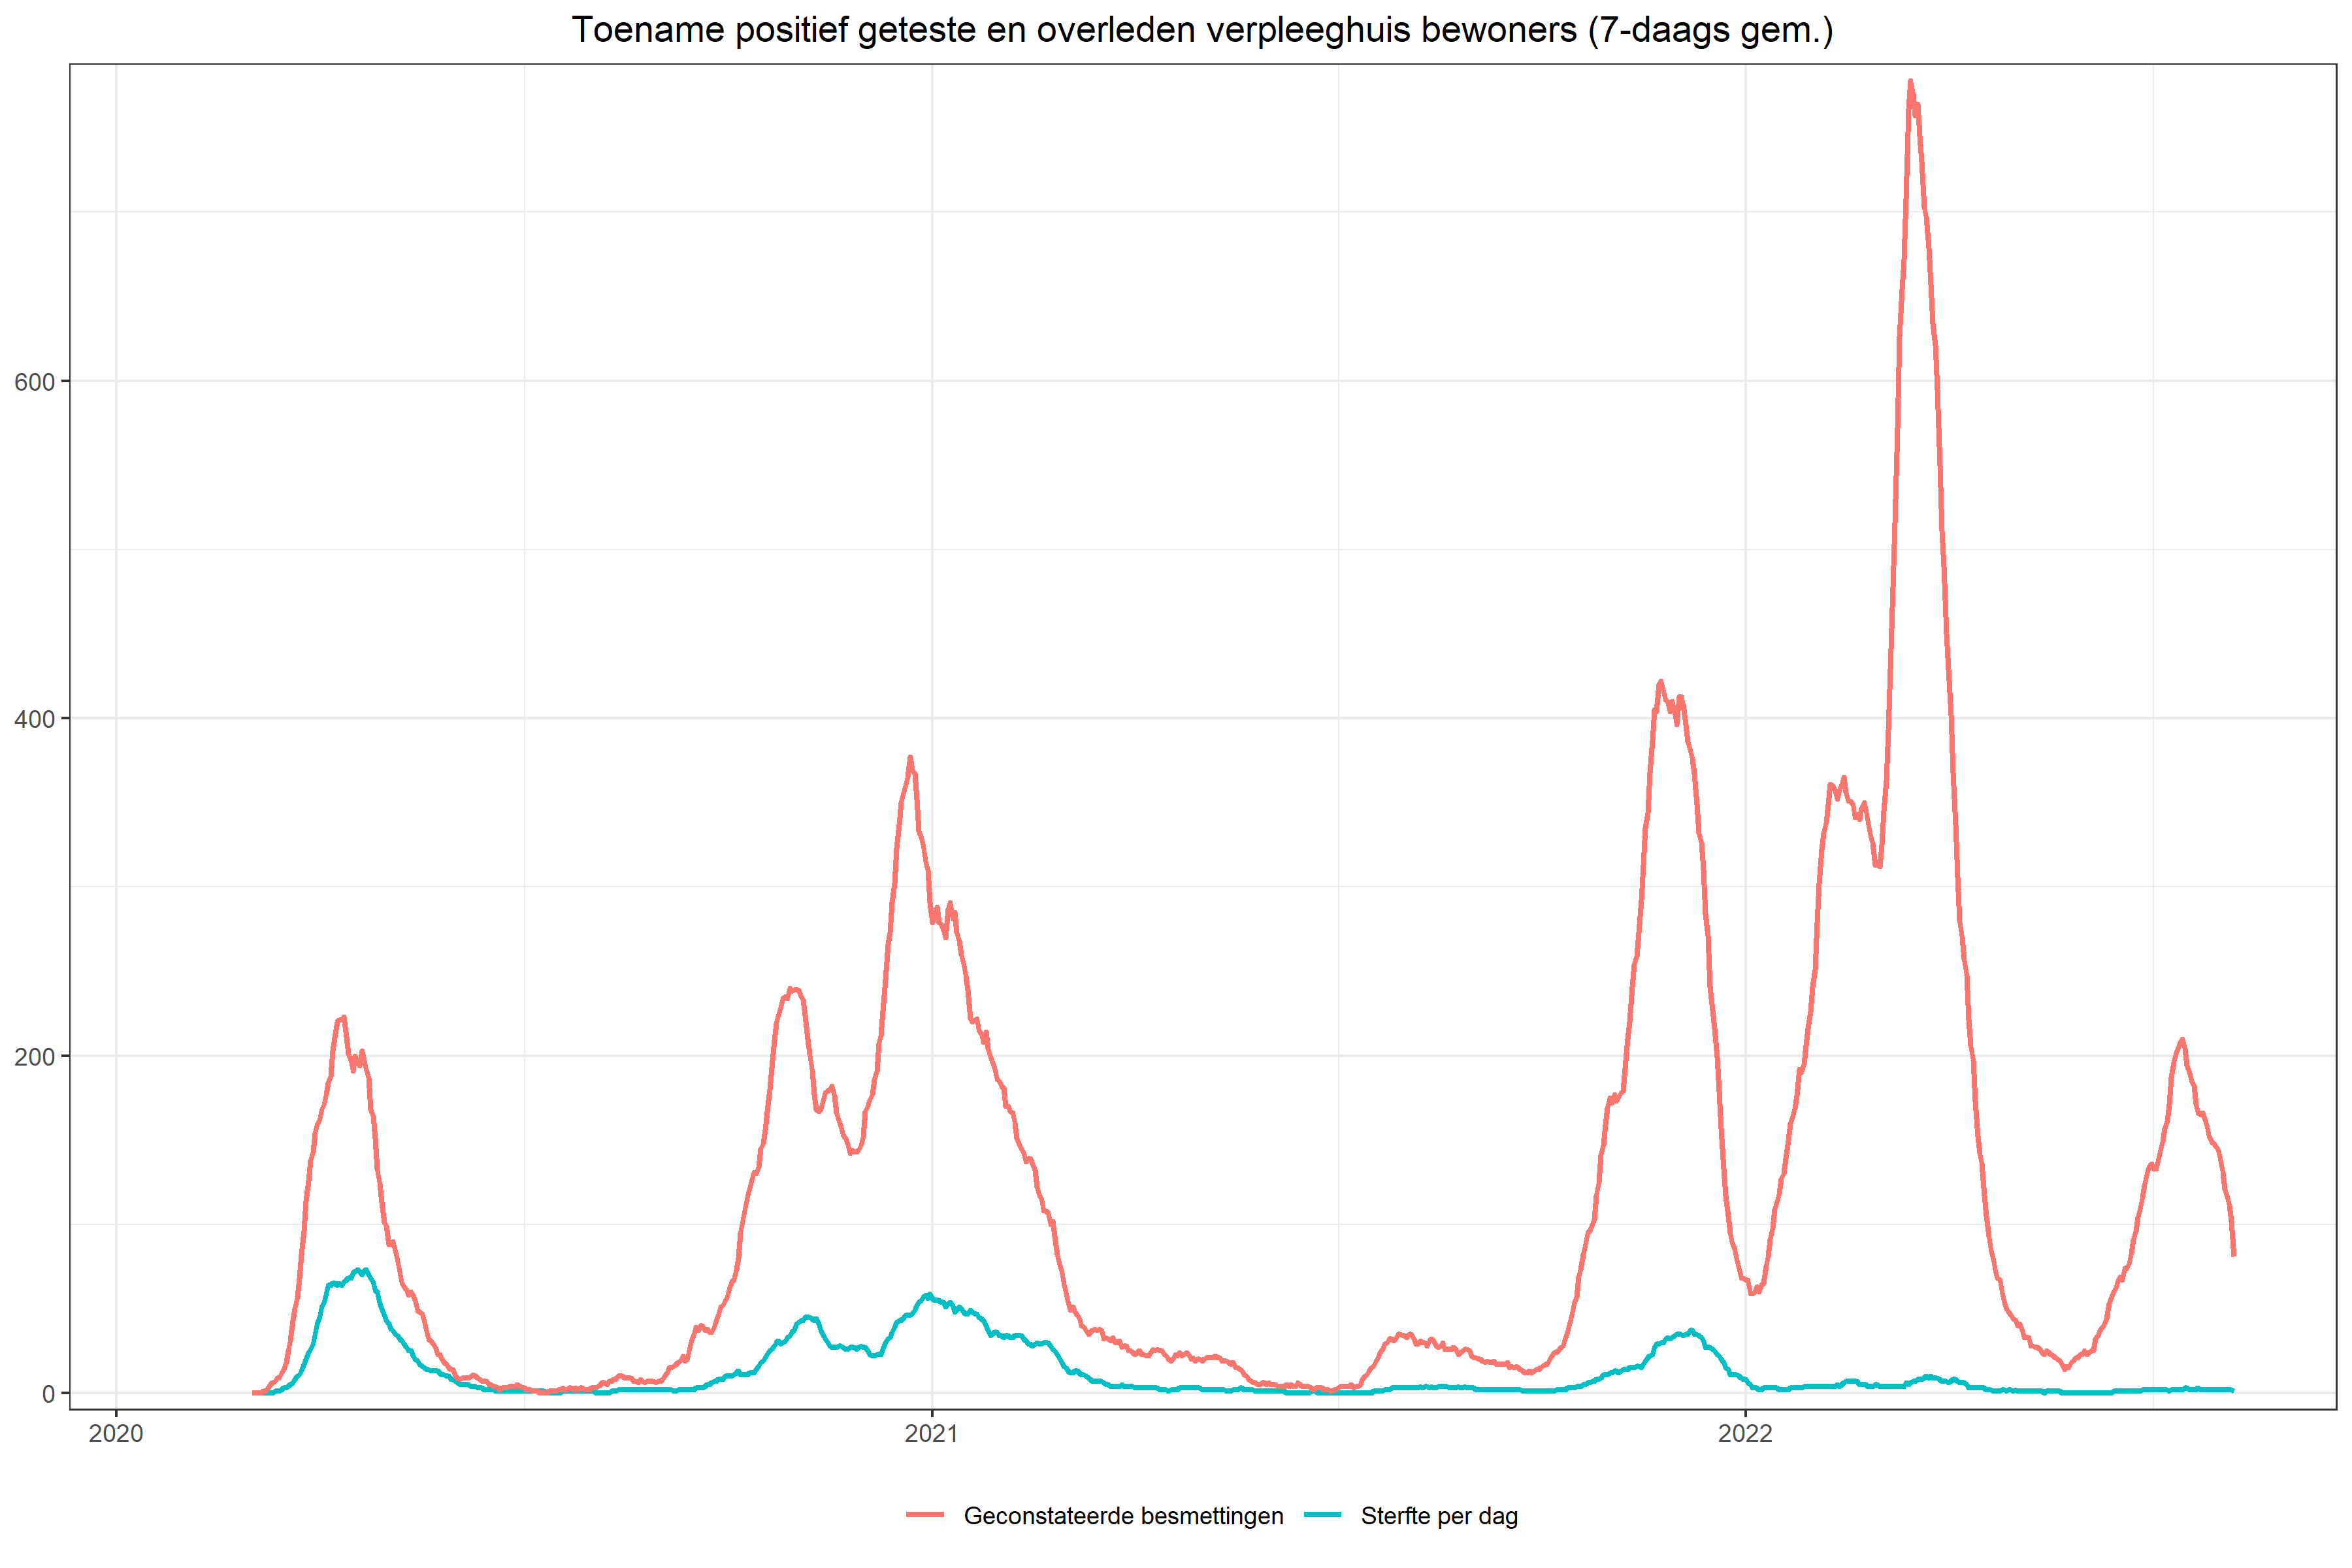 Toename positief geteste en overleden verpleeghuis bewoners (7-daags gem.)
600
400
200
0
2020 2021 2022
Geconstateerde besmettingen Sterfte per dag